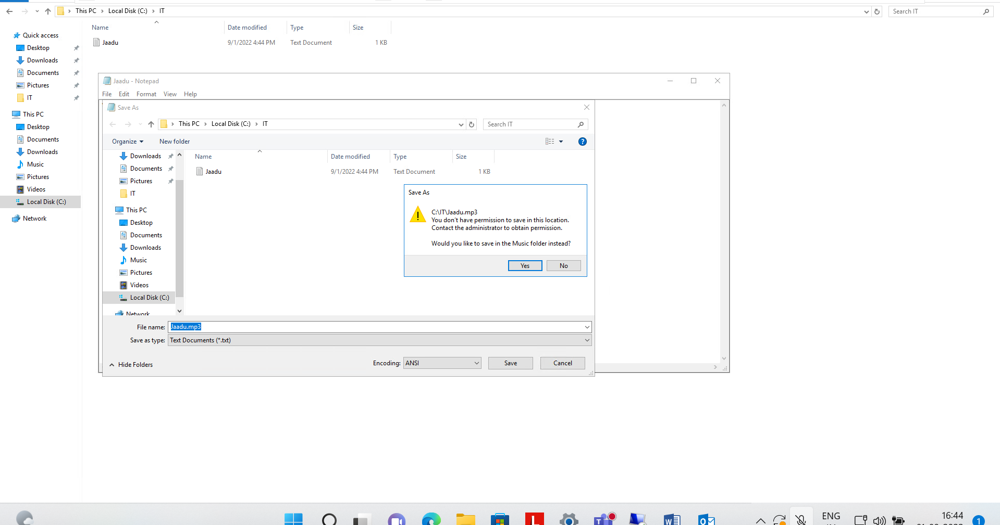 This PC
Local Disk (C:)
IT
Search IT
Name
Date modified
Type
Size
Jaadu
9/1/2022 4:44 PM
Text Document
1 KB
Quick access
Desktop
Downloads
Documents
Pictures
IT
This PC
Desktop
Documents
Downloads
Music
Pictures
Videos
Local Disk (C:)
Network
Jaadu - Notepad
File Edit Format View Help
Save As
This PC
Local Disk (C:)
IT
Search IT
Organize
New folder
?
Downloads
Documents
Pictures
IT
This PC
Desktop
Documents
Downloads
Music
Pictures
Videos
Local Disk (C:)
Network
Name
Date modified
Type
Size
Jaadu
9/1/2022 4:44 PM
Text Document
1 KB
Save As
C:\IT\Jaadu.mp3
You don't have permission to save in this location.
Contact the administrator to obtain permission.
Would you like to save in the Music folder instead?
Yes
No
File name:
Jaadu.mp3
Save as type:
Text Documents (*.txt)
Hide Folders
Encoding:
ANSI
Save
Cancel
ENG
16:44
1